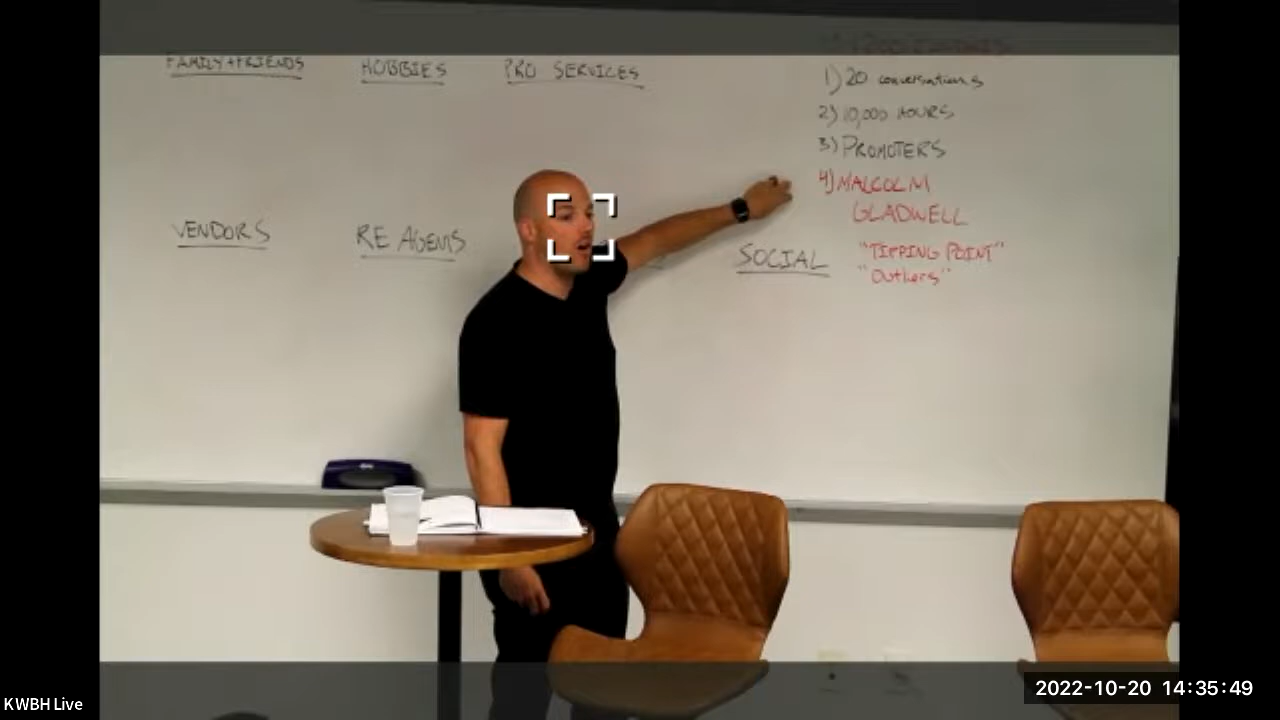 FAMILY+FRIENDS
HOBBIES
PRO SERVICES
1) 20 conversations
2) 10,000 HOURS
3) PROMOTERS
4) MALCOLM
GLADWELL
"TIPPING POINT"
"Outliers"
VENDORS
RE AGENTS
SOCIAL
KWBH Live
2022-10-20 14:35:49